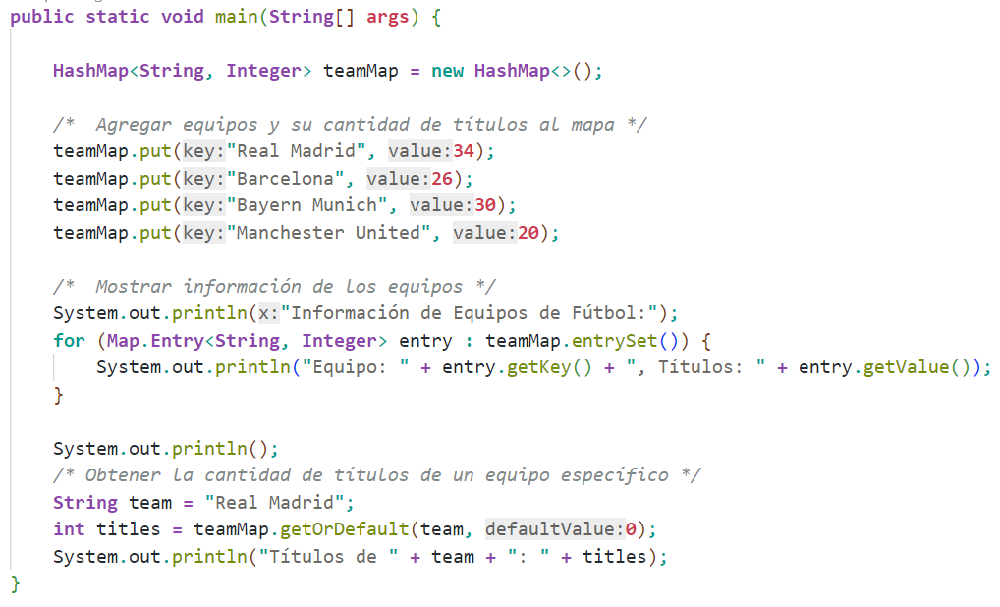 public static void main(String[] args) {
HashMap<String, Integer> teamMap = new HashMap<>();
/*  Agregar equipos y su cantidad de títulos al mapa */
teamMap.put(key:"Real Madrid", value:34);
teamMap.put(key:"Barcelona", value:26);
teamMap.put(key:"Bayern Munich", value:30);
teamMap.put(key:"Manchester United", value:20);
/*  Mostrar información de los equipos */
System.out.println(x:"Información de Equipos de Fútbol:");
for (Map.Entry<String, Integer> entry : teamMap.entrySet()) {
System.out.println("Equipo: " + entry.getKey() + ", Títulos: " + entry.getValue());
}
System.out.println();
/* Obtener la cantidad de títulos de un equipo específico */
String team = "Real Madrid";
int titles = teamMap.getOrDefault(team, defaultValue:0);
System.out.println("Títulos de " + team + ": " + titles);
}